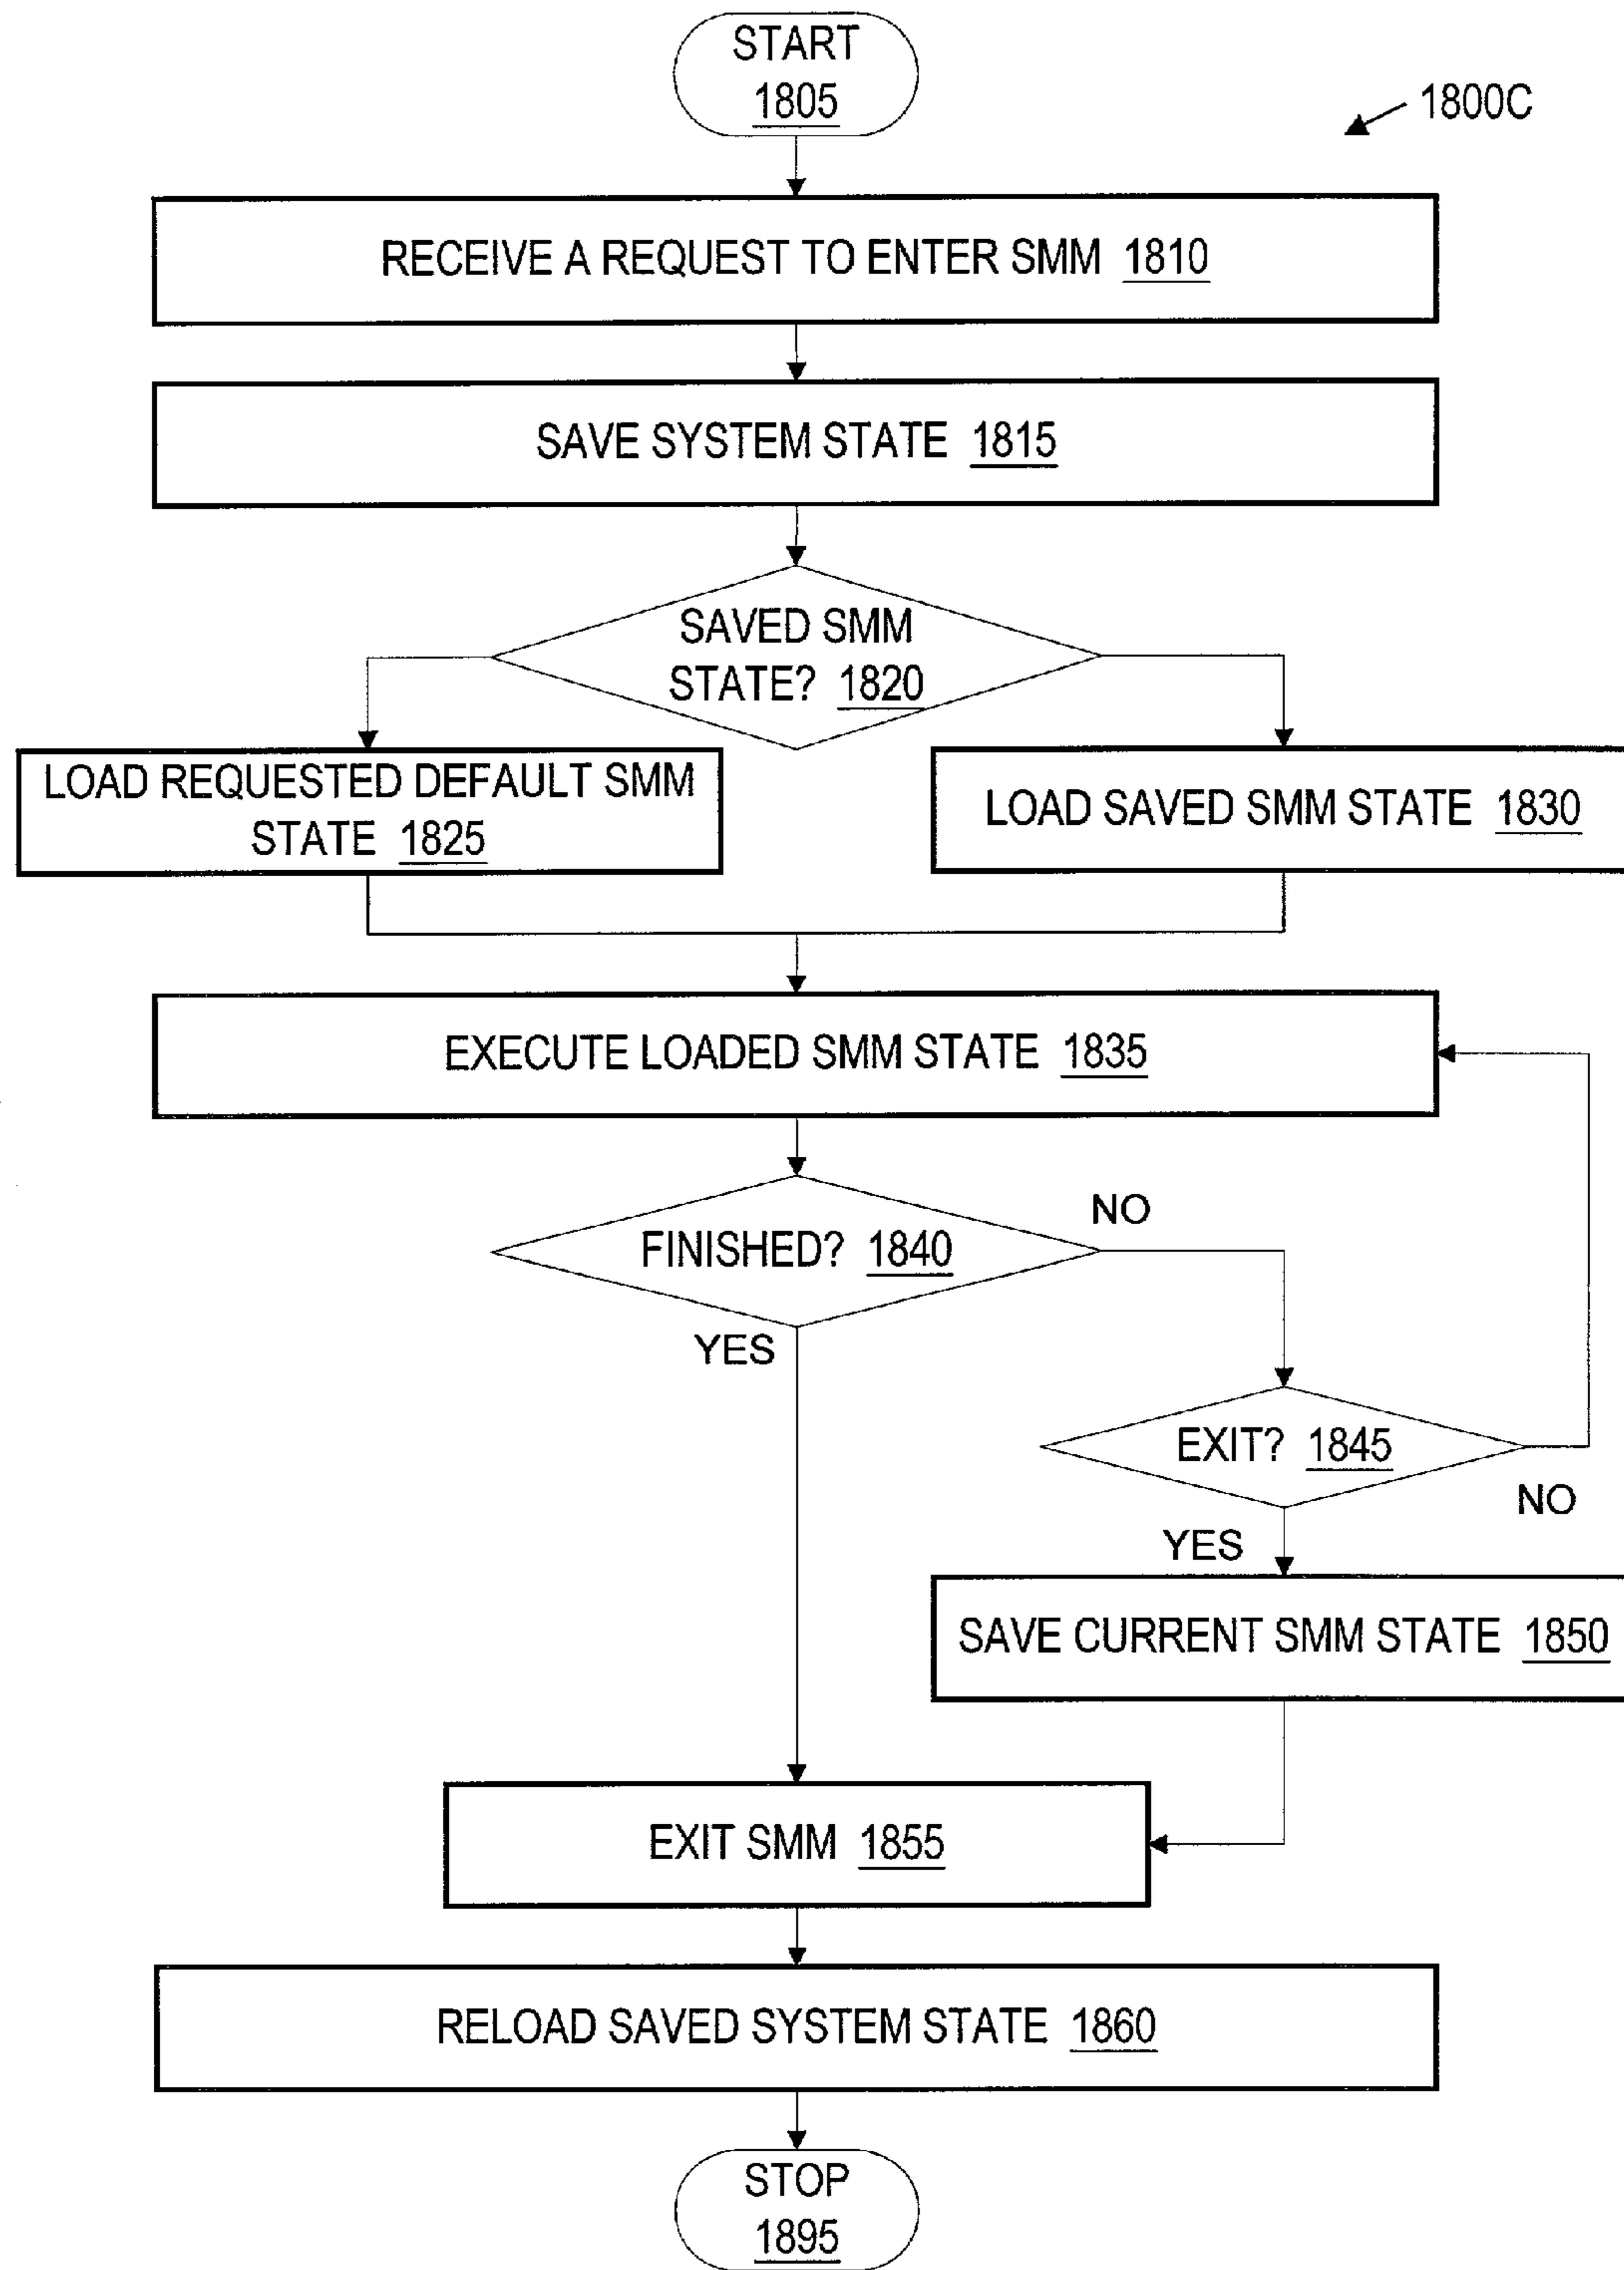 START
1805
1800C
RECEIVE A REQUEST TO ENTER SMM 1810
SAVE SYSTEM STATE 1815
SAVED SMM
STATE? 1820
LOAD REQUESTED DEFAULT SMM
STATE 1825
LOAD SAVED SMM STATE 1830
EXECUTE LOADED SMM STATE 1835
NO
FINISHED? 1840
YES
EXIT? 1845
NO
YES
SAVE CURRENT SMM STATE 1850
EXIT SMM 1855
RELOAD SAVED SYSTEM STATE 1860
STOP
1895